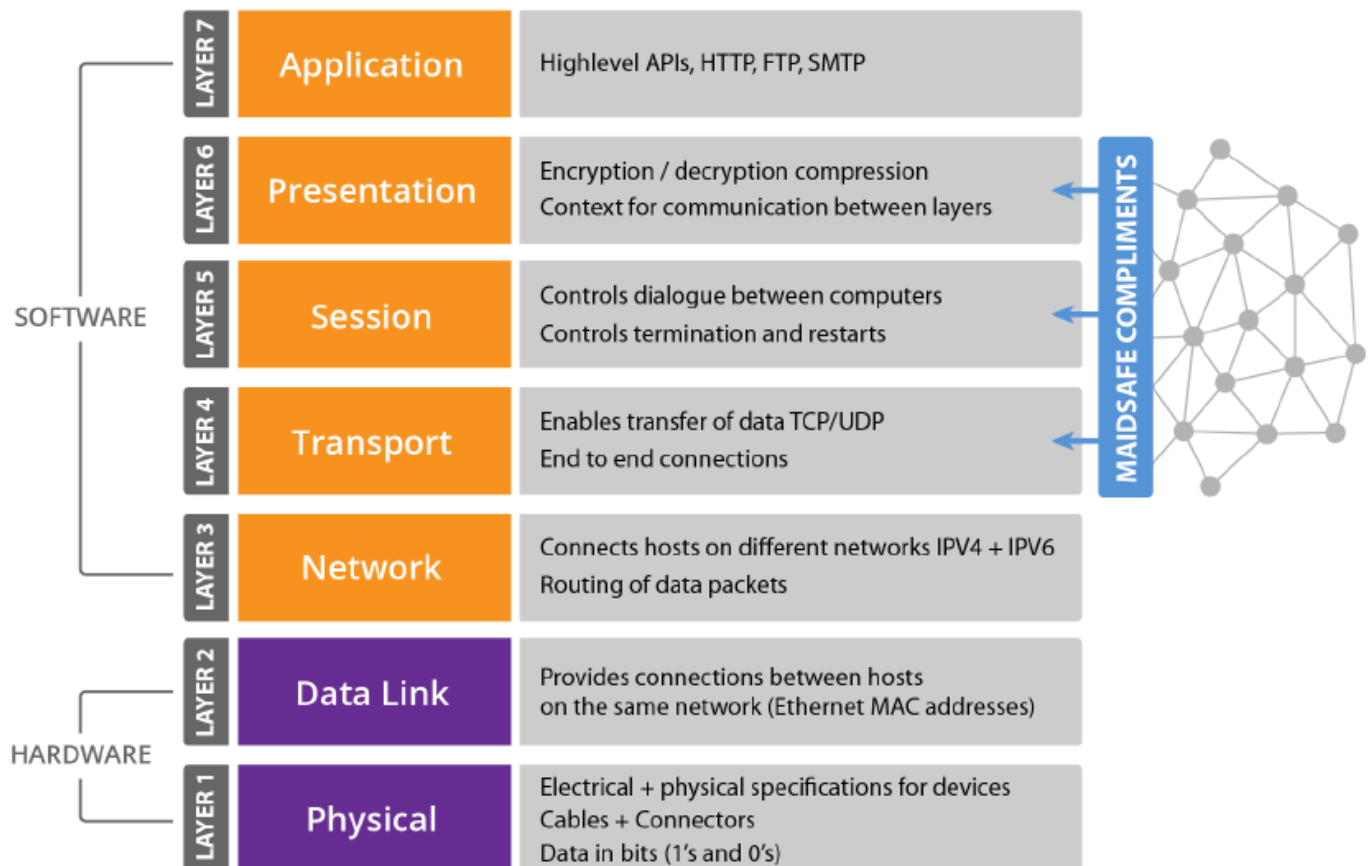 LAYER 7
Application
Highlevel APIs, HTTP, FTP, SMTP
LAYER 6
Presentation
Encryption / decryption compression
Context for communication between layers
LAYER 5
Session
Controls dialogue between computers
Controls termination and restarts
LAYER 4
Transport
Enables transfer of data TCP/UDP
End to end connections
LAYER 3
Network
Connects hosts on different networks IPV4 + IPV6
Routing of data packets
LAYER 2
Data Link
Provides connections between hosts
on the same network (Ethernet MAC addresses)
LAYER 1
Physical
Electrical + physical specifications for devices
Cables + Connectors
Data in bits (1's and 0's)
SOFTWARE
HARDWARE
MAIDSAFE COMPLIMENTS